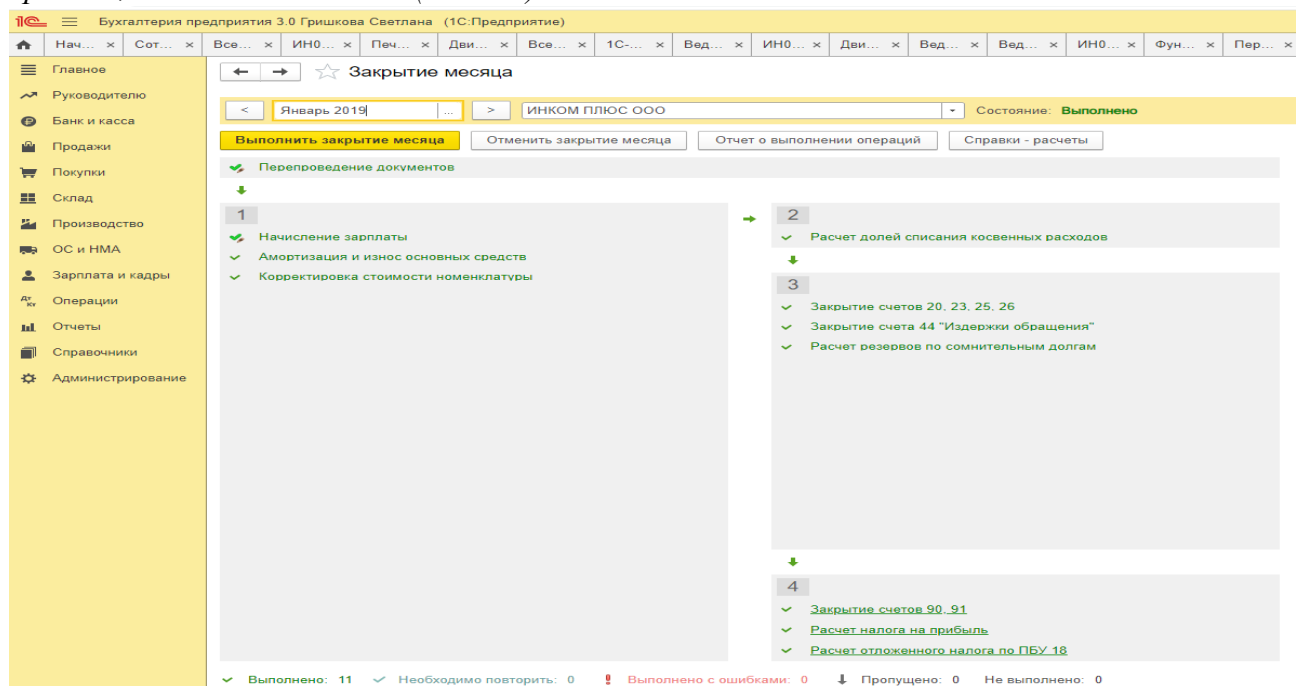 Бухгалтерия предприятия 3.0 Гришкова Светлана (1С:Предприятие)
Нач... × Сот... × Все... × ИН0... × Печ... × Дви... × Все... × 1С-... × Вед... × ИН0... × Дви... × Вед... × Вед... × ИН0... × Фун... × Пер... ×
Главное
Руководителю
Банк и касса
Продажи
Покупки
Склад
Производство
ОС и НМА
Зарплата и кадры
Операции
Отчеты
Справочники
Администрирование
Закрытие месяца
< Январь 2019 ... > ИНКОМ ПЛЮС ООО Состояние: Выполнено
Выполнить закрытие месяца Отменить закрытие месяца Отчет о выполнении операций Справки - расчеты
Перепроведение документов
1
Начисление зарплаты
Амортизация и износ основных средств
Корректировка стоимости номенклатуры
2
Расчет долей списания косвенных расходов
3
Закрытие счетов 20, 23, 25, 26
Закрытие счета 44 "Издержки обращения"
Расчет резервов по сомнительным долгам
4
Закрытие счетов 90, 91
Расчет налога на прибыль
Расчет отложенного налога по ПБУ 18
Выполнено: 11 Необходимо повторить: 0 Выполнено с ошибками: 0 Пропущено: 0 Не выполнено: 0